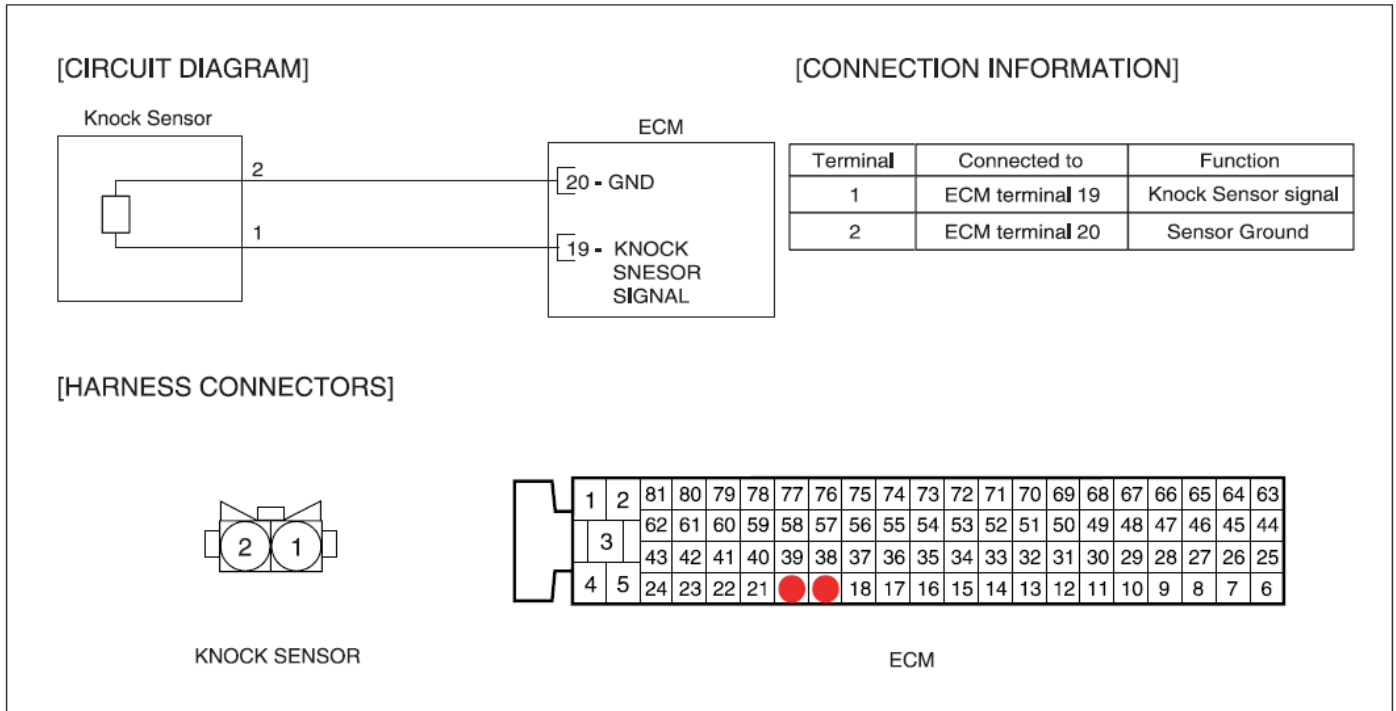 [CIRCUIT DIAGRAM]
Knock Sensor
2
1
ECM
20 - GND
19 - KNOCK
SNESOR
SIGNAL
[CONNECTION INFORMATION]
Terminal Connected to Function
1 ECM terminal 19 Knock Sensor signal
2 ECM terminal 20 Sensor Ground
[HARNESS CONNECTORS]
2 1
KNOCK SENSOR
1 2 81 80 79 78 77 76 75 74 73 72 71 70 69 68 67 66 65 64 63
62 61 60 59 58 57 56 55 54 53 52 51 50 49 48 47 46 45 44
3
43 42 41 40 39 38 37 36 35 34 33 32 31 30 29 28 27 26 25
4 5 24 23 22 21 18 17 16 15 14 13 12 11 10 9 8 7 6
ECM